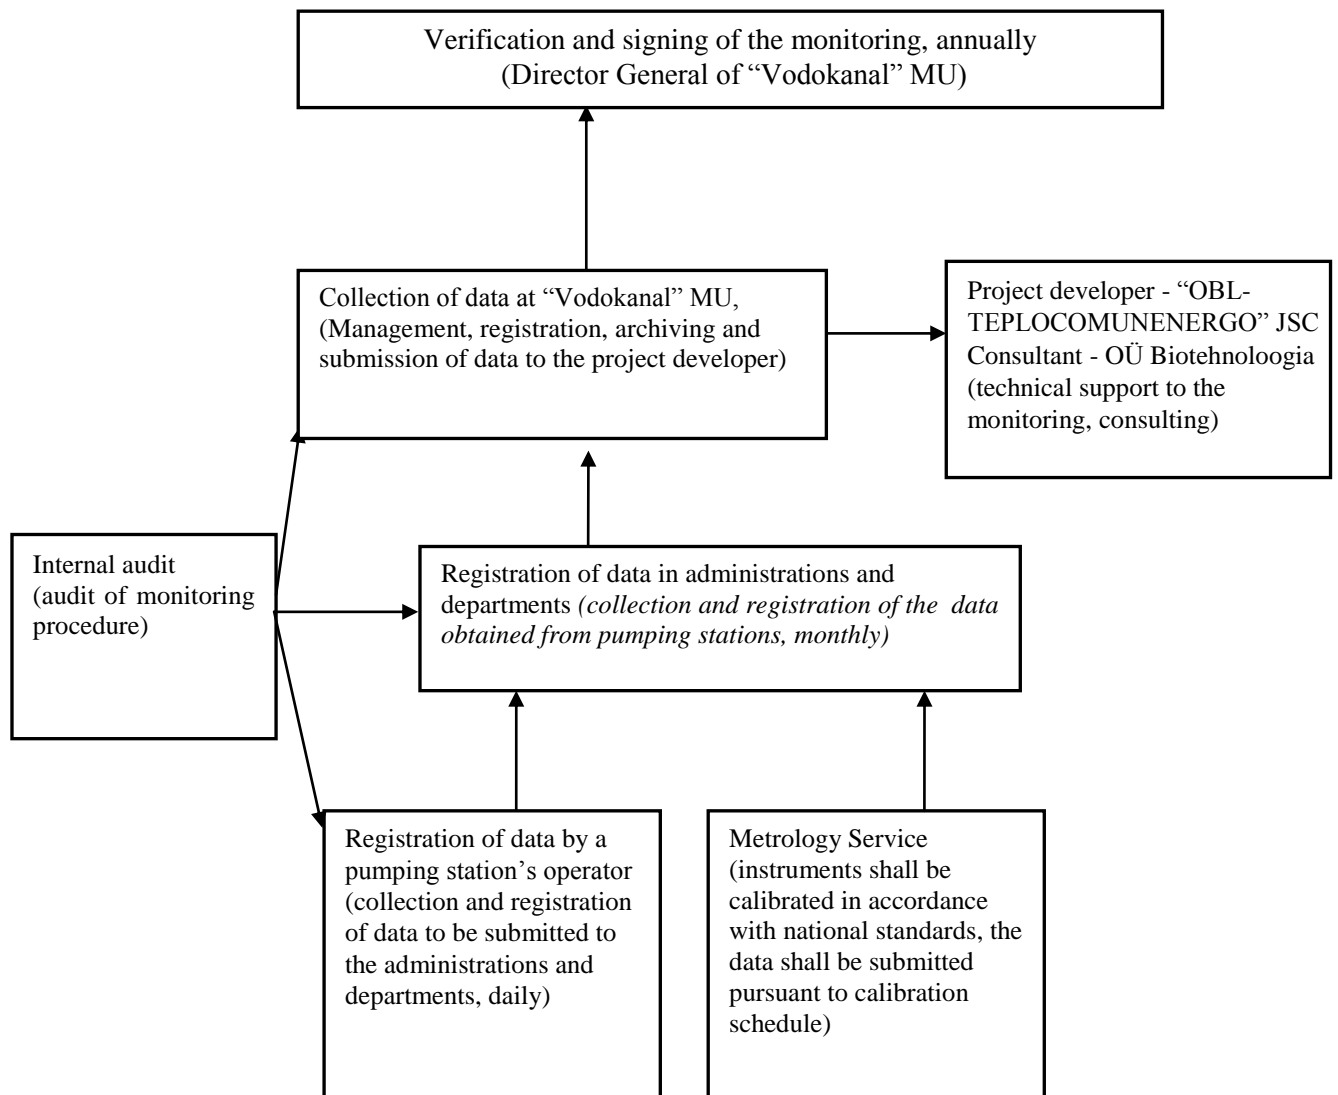 Verification and signing of the monitoring, annually
(Director General of “Vodokanal” MU)
Collection of data at “Vodokanal” MU,
(Management, registration, archiving and
submission of data to the project developer)
Project developer - “OBL-
TEPLOCOMUNENERGO” JSC
Consultant - OÜ Biotehnoloogia
(technical support to the
monitoring, consulting)
Internal audit
(audit of monitoring
procedure)
Registration of data in administrations and
departments (collection and registration of the data
obtained from pumping stations, monthly)
Registration of data by a
pumping station’s operator
(collection and registration
of data to be submitted to
the administrations and
departments, daily)
Metrology Service
(instruments shall be
calibrated in accordance
with national standards, the
data shall be submitted
pursuant to calibration
schedule)